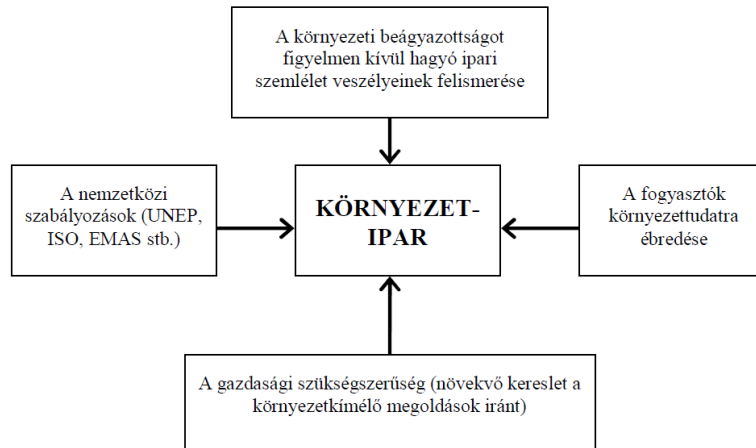 A környezeti beágyazottságot
figyelmen kívül hagyó ipari
szemlélet veszélyeinek felismerése
A nemzetközi
szabályozások (UNEP,
ISO, EMAS stb.)
KÖRNYEZET-
IPAR
A fogyasztók
környezettudatra
ébredése
A gazdasági szükségszerűség (növekvő kereslet a
környezetkímélő megoldások iránt)